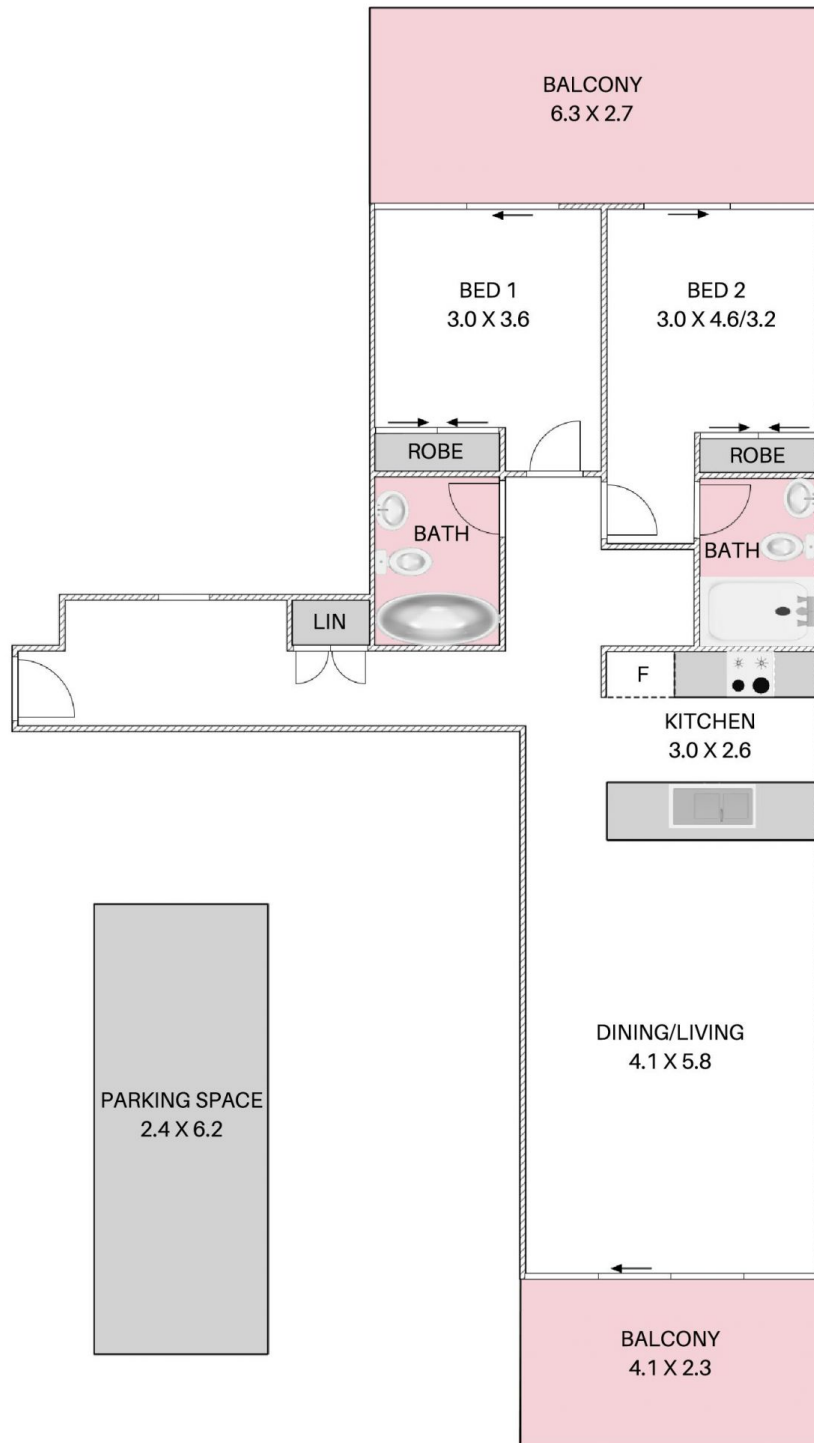 BALCONY
6.3 X 2.7
BED 1
3.0 X 3.6
BED 2
3.0 X 4.6/3.2
ROBE
ROBE
BATH
BATH
LIN
F
KITCHEN
3.0 X 2.6
DINING/LIVING
4.1 X 5.8
PARKING SPACE
2.4 X 6.2
BALCONY
4.1 X 2.3